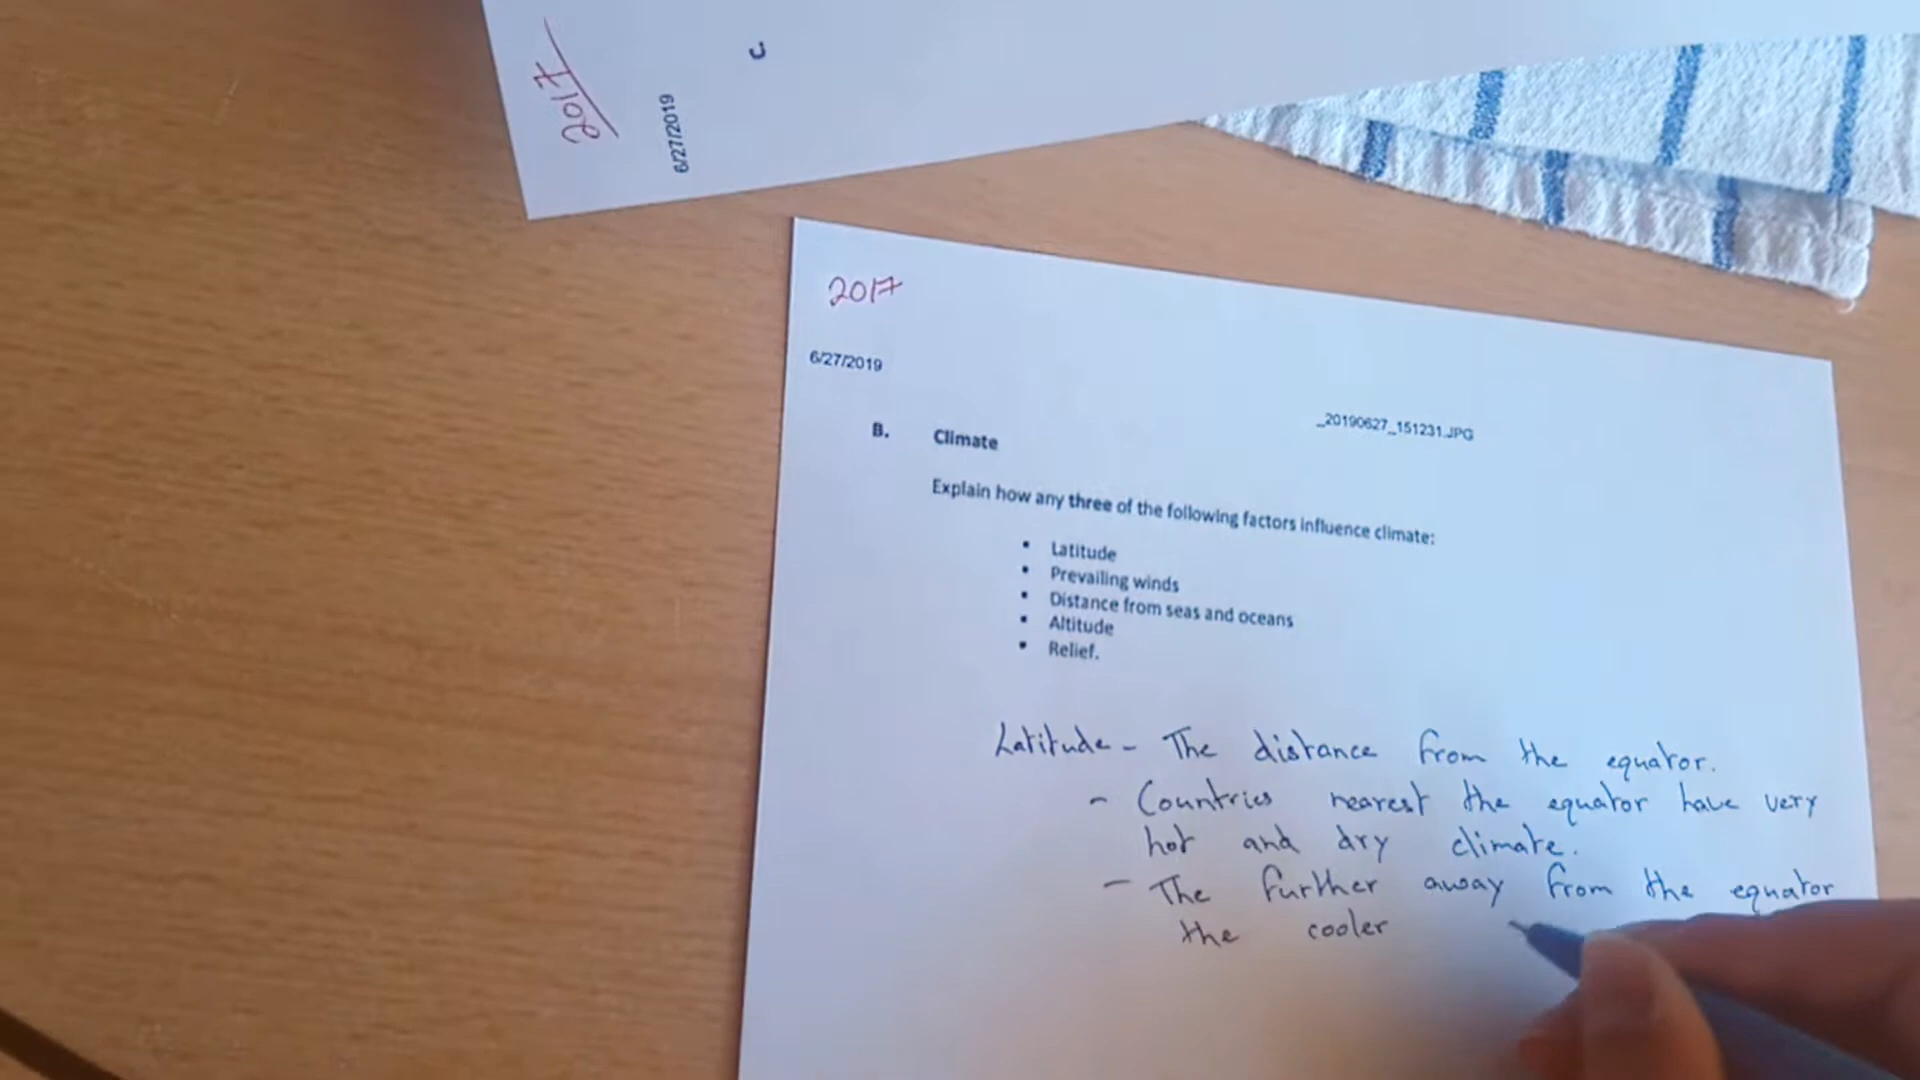 2017
6/27/2019
C
2017
6/27/2019
_20190627_151231.JPG
B. Climate
Explain how any three of the following factors influence climate:
▪ Latitude
▪ Prevailing winds
▪ Distance from seas and oceans
▪ Altitude
▪ Relief.
Latitude - The distance from the equator.
- Countries nearest the equator have very
hot and dry climate.
- The further away from the equator
the cooler